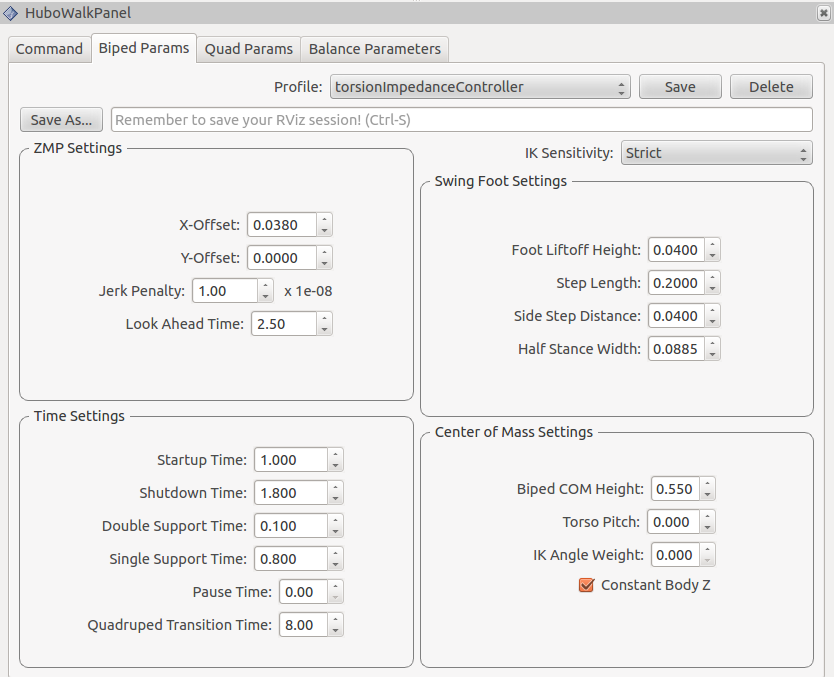 HuboWalkPanel
Command Biped Params Quad Params Balance Parameters
Profile: torsionImpedanceController Save Delete
Save As... Remember to save your RViz session! (Ctrl-S)
IK Sensitivity: Strict
ZMP Settings
X-Offset: 0.0380
Y-Offset: 0.0000
Jerk Penalty: 1.00 x 1e-08
Look Ahead Time: 2.50
Swing Foot Settings
Foot Liftoff Height: 0.0400
Step Length: 0.2000
Side Step Distance: 0.0400
Half Stance Width: 0.0885
Time Settings
Startup Time: 1.000
Shutdown Time: 1.800
Double Support Time: 0.100
Single Support Time: 0.800
Pause Time: 0.00
Quadruped Transition Time: 8.00
Center of Mass Settings
Biped COM Height: 0.550
Torso Pitch: 0.000
IK Angle Weight: 0.000
Constant Body Z